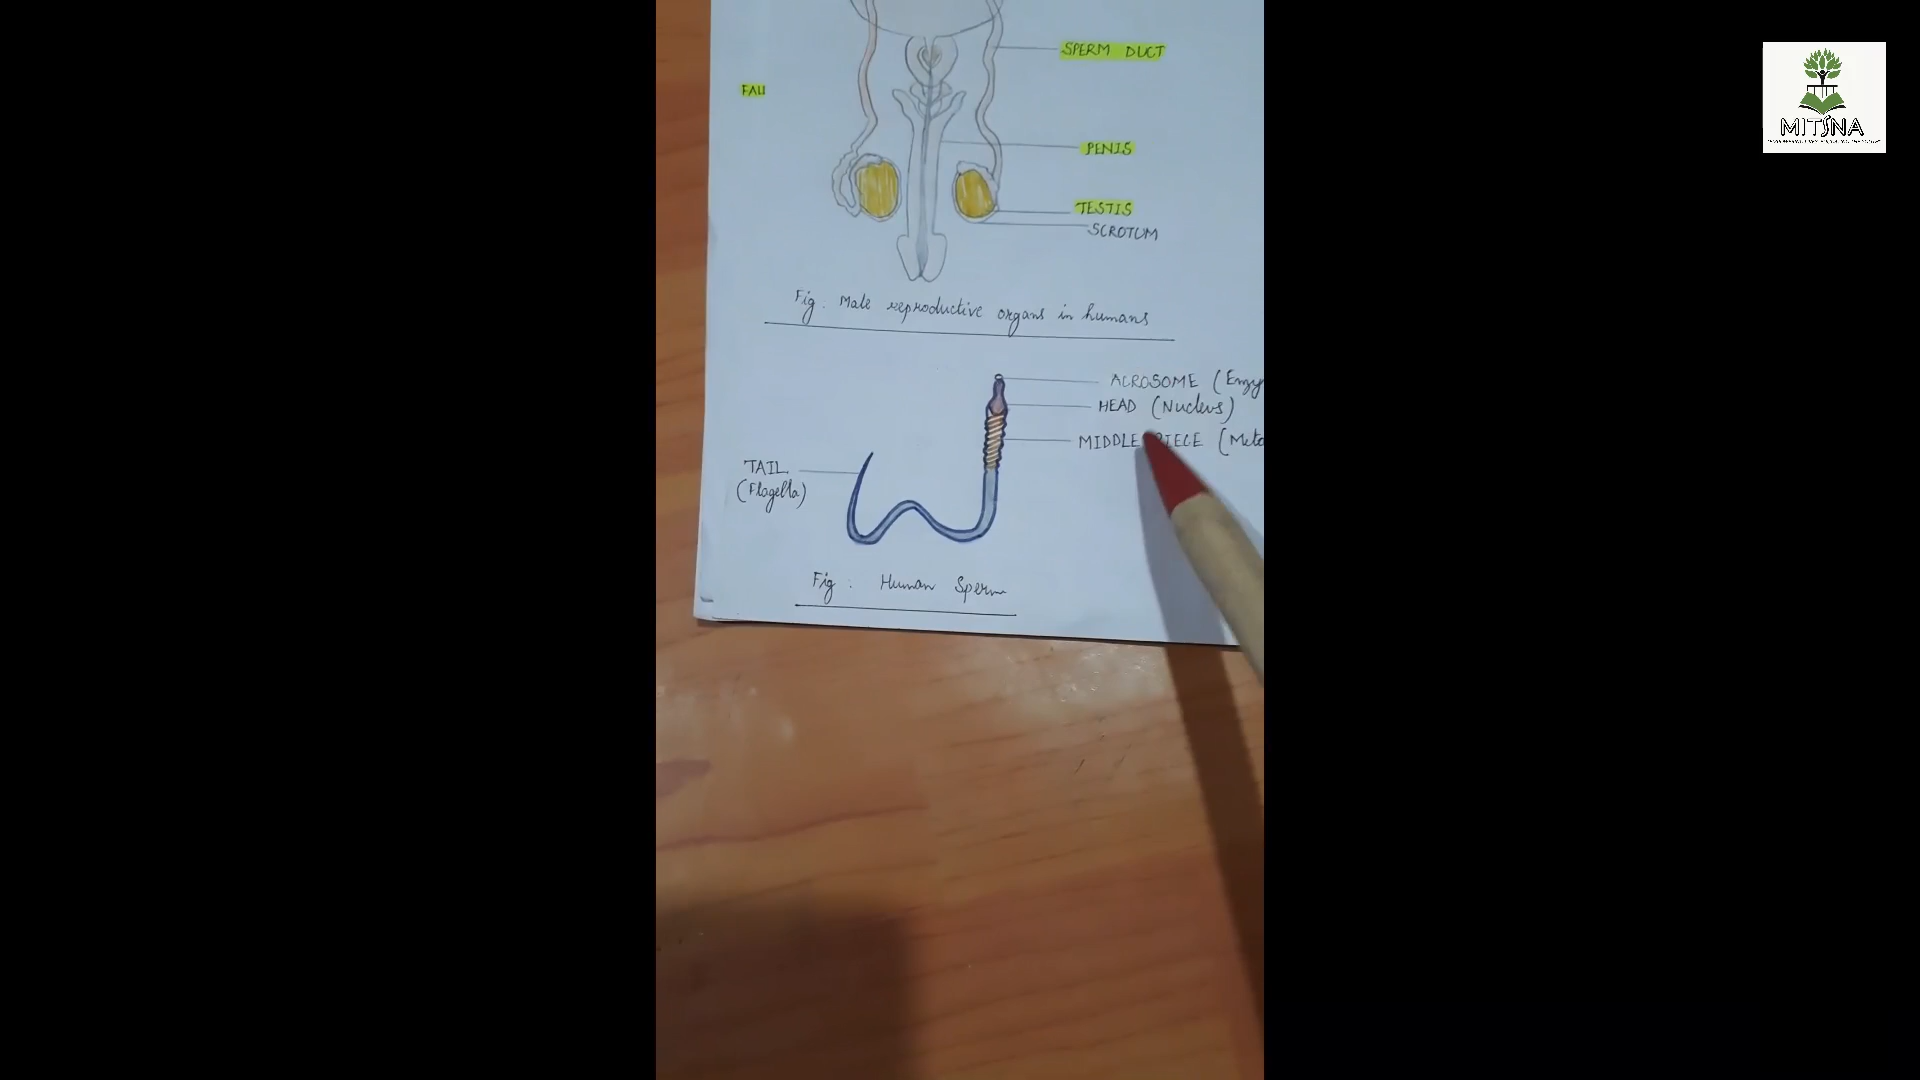 SPERM DUCT
FALL
PENIS
TESTIS
SCROTUM
Fig. Male reproductive organs in humans
ACROSOME (Enzy
HEAD (Nucleus)
MIDDLE PIECE (Mito
TAIL
(Flagella)
Fig : Human Sperm
MITSNA